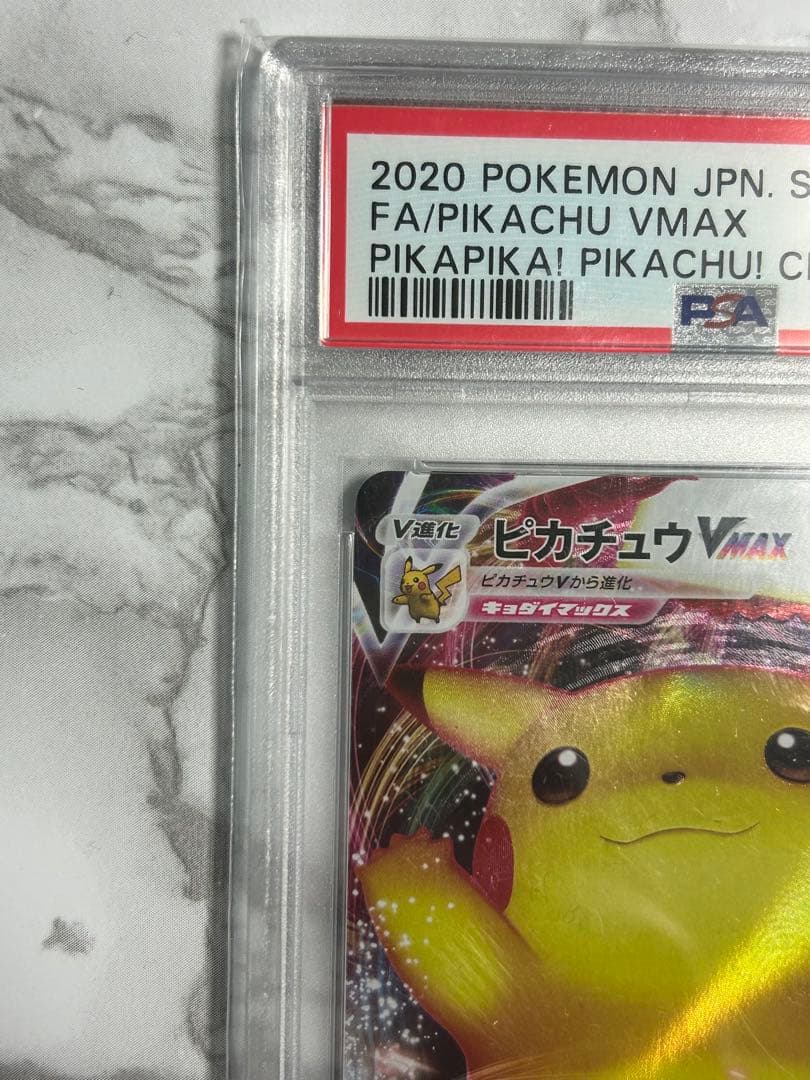 2020 POKEMON JPN. S
FA/PIKACHU VMAX
PIKAPIKA! PIKACHU!
PSA
V進化
ピカチュウVMAX
ピカチュウVから進化
キョダイマックス